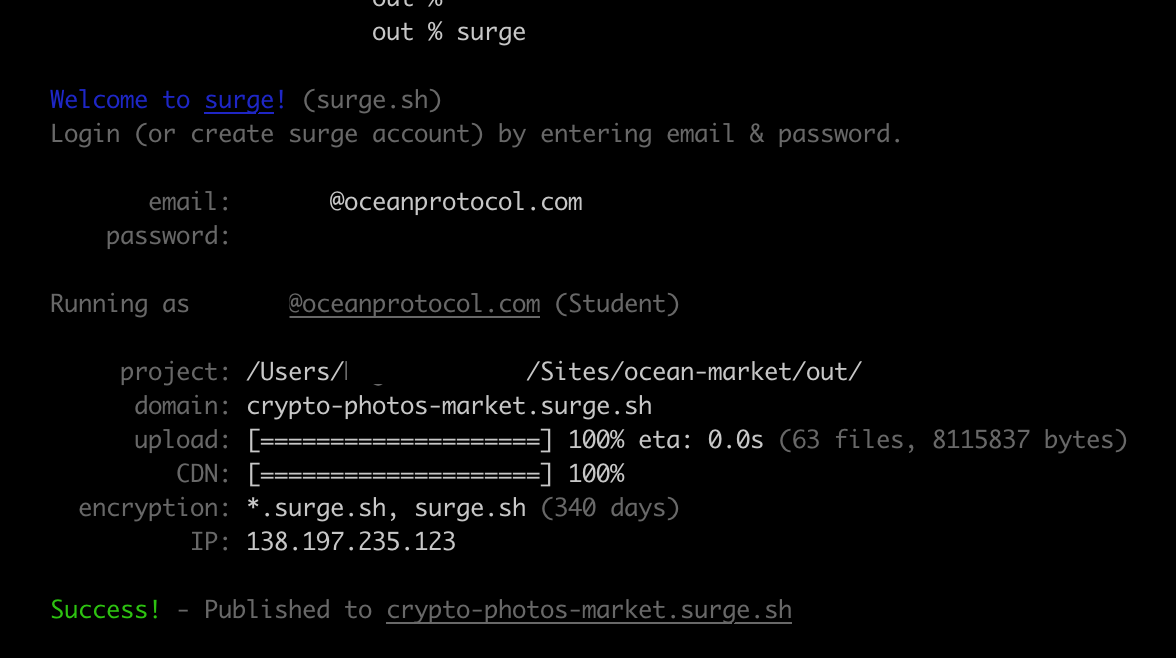 out %
out % surge
Welcome to surge! (surge.sh)
Login (or create surge account) by entering email & password.
email: @oceanprotocol.com
password:
Running as @oceanprotocol.com (Student)
project: /Users/ /Sites/ocean-market/out/
domain: crypto-photos-market.surge.sh
upload: [====================] 100% eta: 0.0s (63 files, 8115837 bytes)
CDN: [====================] 100%
encryption: *.surge.sh, surge.sh (340 days)
IP: 138.197.235.123
Success! - Published to crypto-photos-market.surge.sh